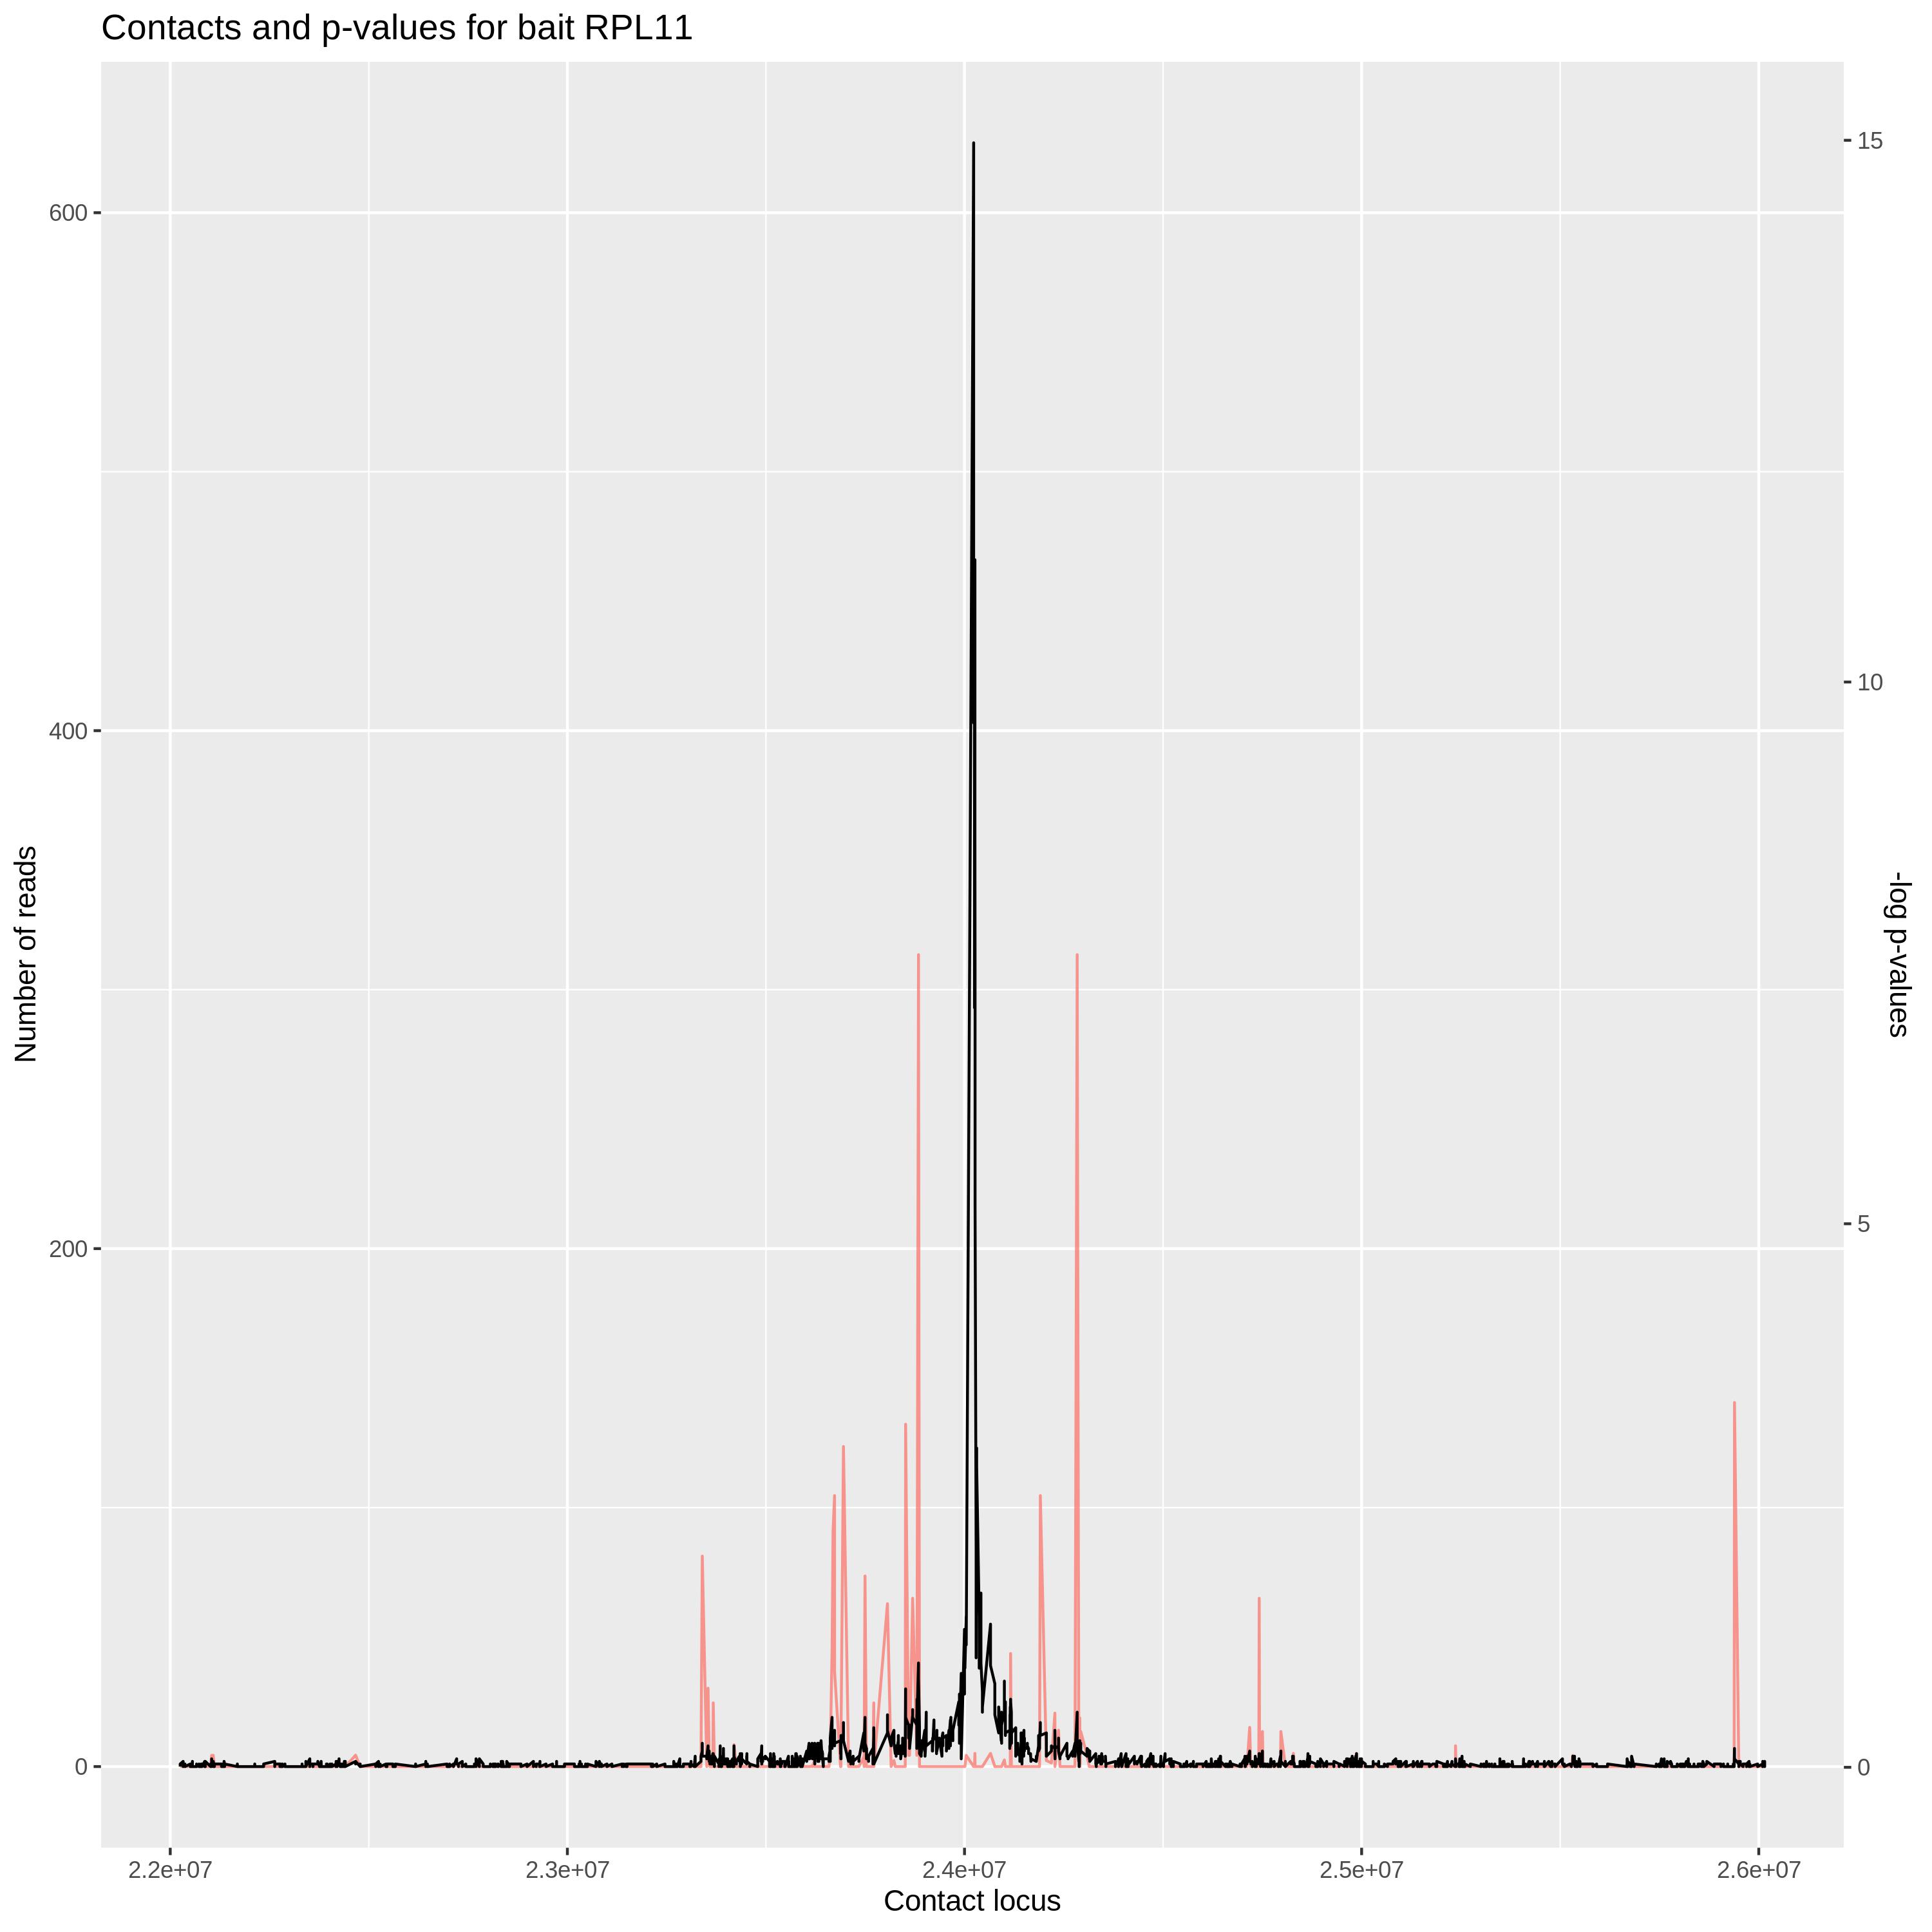 Contacts and p-values for bait RPL11
600
400
200
0
15
10
5
0
Number of reads
-log p-values
2.2e+07 2.3e+07 2.4e+07 2.5e+07 2.6e+07
Contact locus